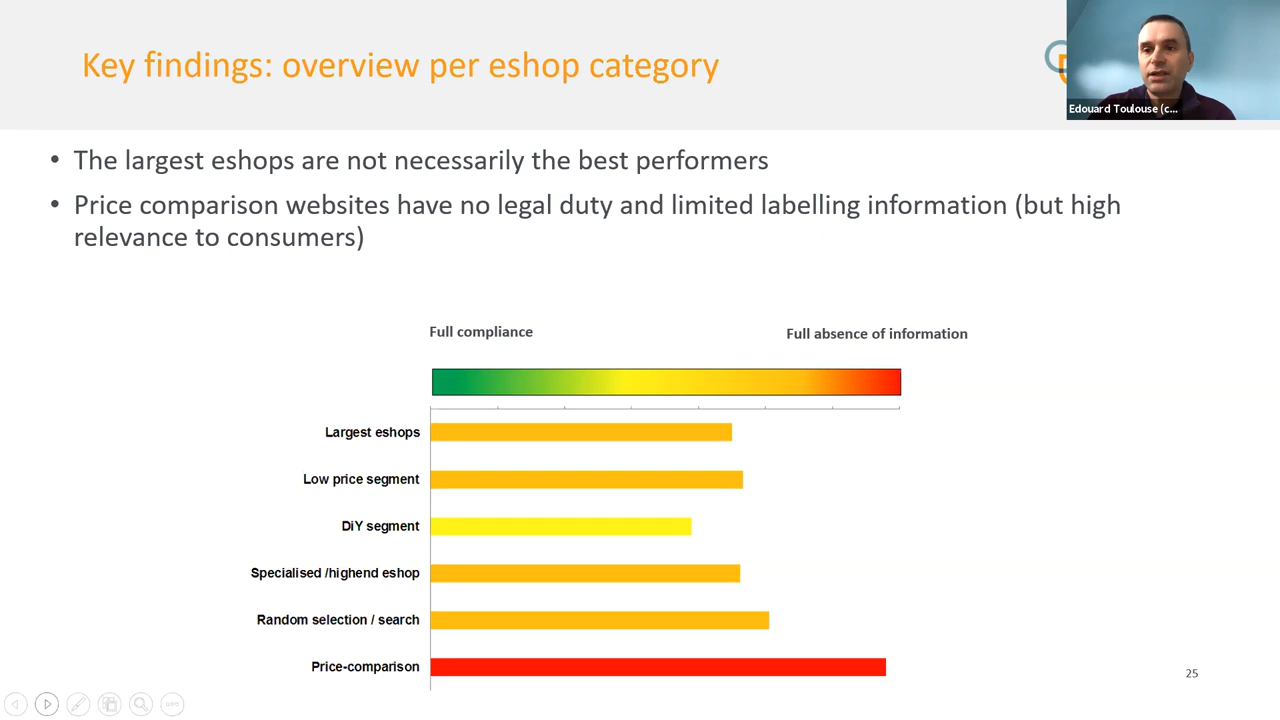 Key findings: overview per eshop category
Edouard Toulouse (c...
• The largest eshops are not necessarily the best performers
• Price comparison websites have no legal duty and limited labelling information (but high
relevance to consumers)
Full compliance
Full absence of information
Largest eshops
Low price segment
DiY segment
Specialised /highend eshop
Random selection / search
Price-comparison
25